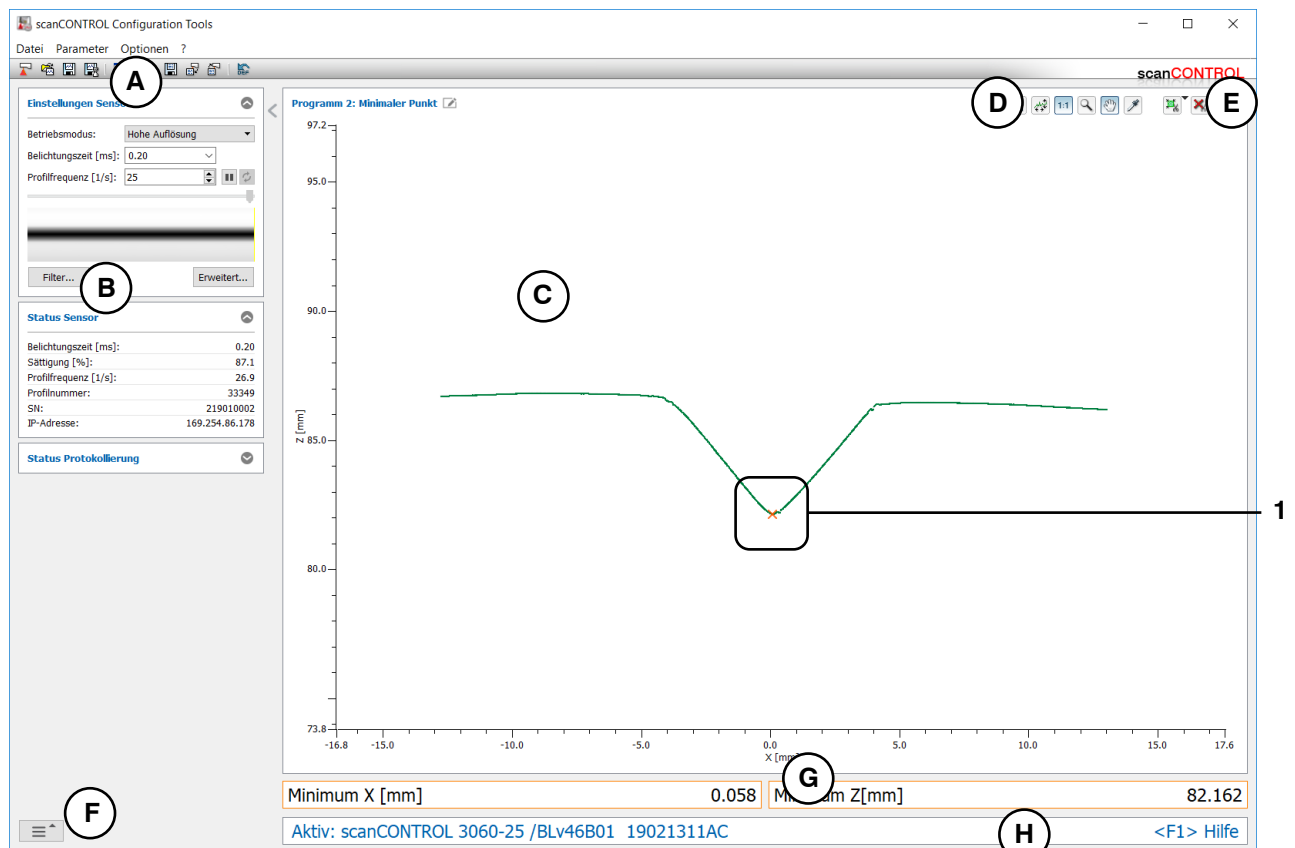 scanCONTROL Configuration Tools
Datei Parameter Optionen ?
A
scanCONTROL
Einstellungen Sens
Betriebsmodus: Hohe Auflösung
Belichtungszeit [ms]: 0.20
Profilfrequenz [1/s]: 25
Filter...
Erweitert...
B
Status Sensor
Belichtungszeit [ms]: 0.20
Sättigung [%]: 87.1
Profilfrequenz [1/s]: 26.9
Profilnummer: 33349
SN: 219010002
IP-Adresse: 169.254.86.178
Status Protokollierung
F
Programm 2: Minimaler Punkt
D
1:1
E
C
97.2
95.0
90.0
Z [mm]
85.0
80.0
73.8
1
-16.8 -15.0 -10.0 -5.0 0.0 5.0 10.0 15.0 17.6
X [mm]
G
Minimum X [mm] 0.058
Z[mm] 82.162
Aktiv: scanCONTROL 3060-25 /BLv46B01 19021311AC
H
<F1> Hilfe